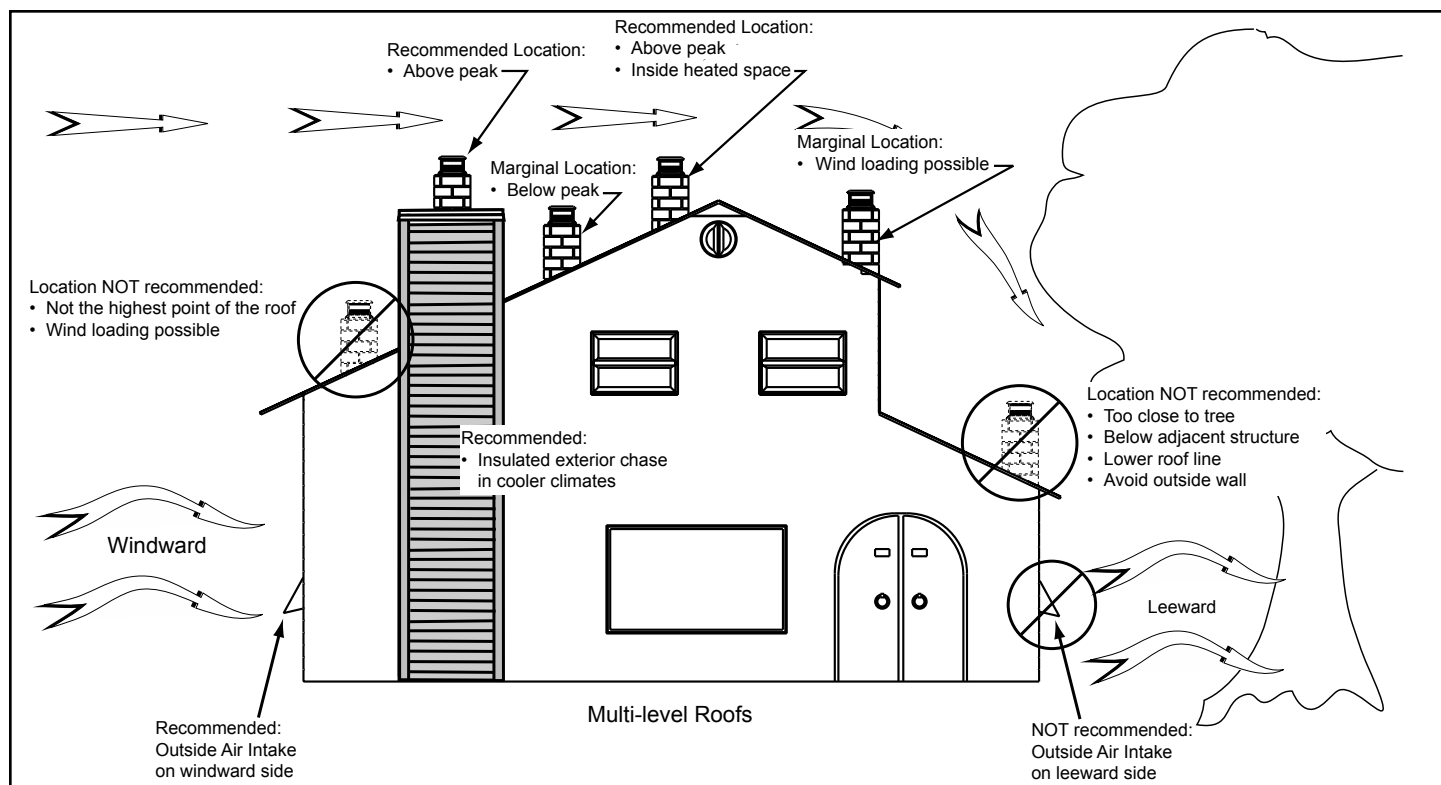 Recommended Location:
• Above peak
Recommended Location:
• Above peak
• Inside heated space
Marginal Location:
• Below peak
Marginal Location:
• Wind loading possible
Location NOT recommended:
• Not the highest point of the roof
• Wind loading possible
Recommended:
• Insulated exterior chase
in cooler climates
Location NOT recommended:
• Too close to tree
• Below adjacent structure
• Lower roof line
• Avoid outside wall
Windward
Leeward
Multi-level Roofs
Recommended:
Outside Air Intake
on windward side
NOT recommended:
Outside Air Intake
on leeward side